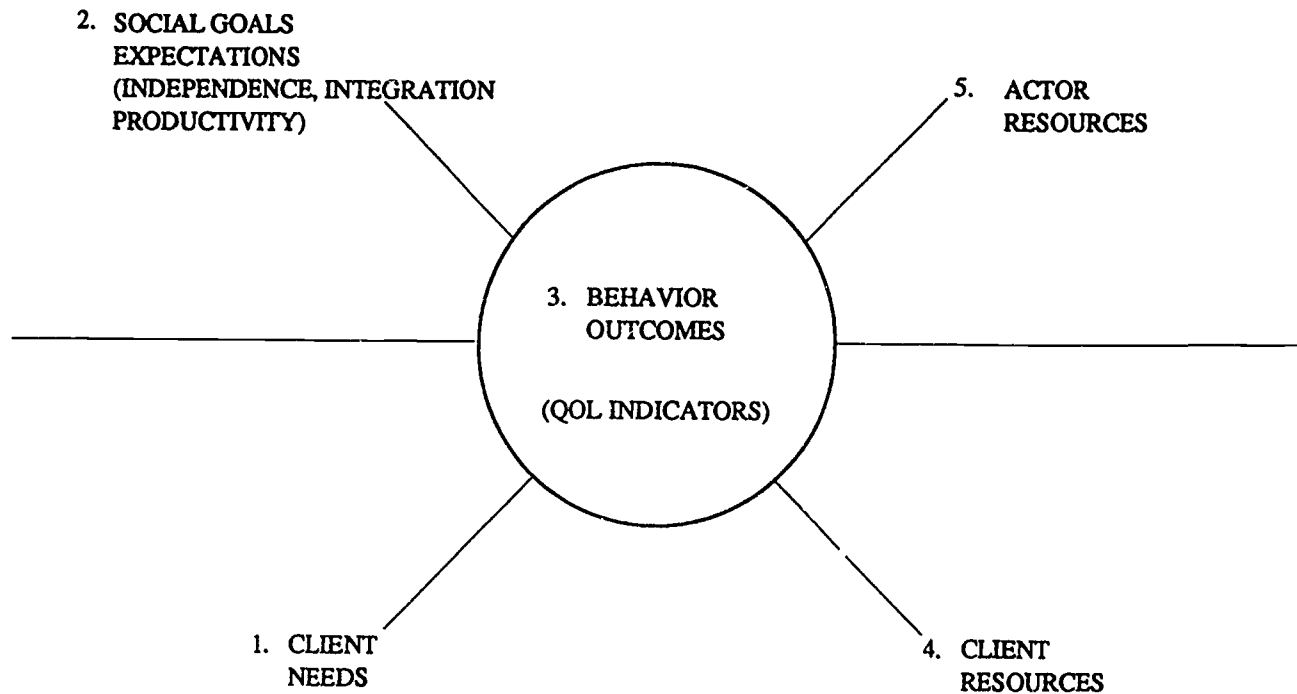 2. SOCIAL GOALS
EXPECTATIONS
(INDEPENDENCE, INTEGRATION
PRODUCTIVITY)
5. ACTOR
RESOURCES
3. BEHAVIOR
OUTCOMES
(QOL INDICATORS)
1. CLIENT
NEEDS
4. CLIENT
RESOURCES